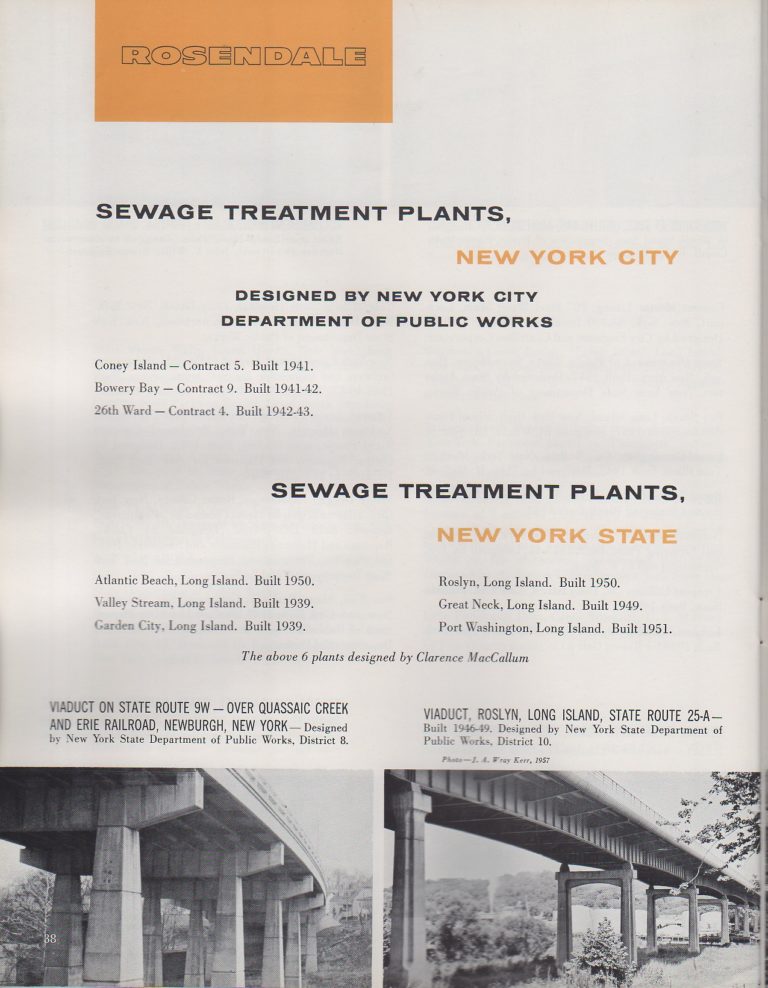 ROSENDALE
SEWAGE TREATMENT PLANTS,
NEW YORK CITY
DESIGNED BY NEW YORK CITY
DEPARTMENT OF PUBLIC WORKS
Coney Island — Contract 5. Built 1941.
Bowery Bay — Contract 9. Built 1941-42.
26th Ward — Contract 4. Built 1942-43.
SEWAGE TREATMENT PLANTS,
NEW YORK STATE
Atlantic Beach, Long Island. Built 1950.
Valley Stream, Long Island. Built 1939.
Garden City, Long Island. Built 1939.
Roslyn, Long Island. Built 1950.
Great Neck, Long Island. Built 1949.
Port Washington, Long Island. Built 1951.
The above 6 plants designed by Clarence MacCallum
VIADUCT ON STATE ROUTE 9W — OVER QUASSAIC CREEK
AND ERIE RAILROAD, NEWBURGH, NEW YORK — Designed
by New York State Department of Public Works, District 8.
VIADUCT, ROSLYN, LONG ISLAND, STATE ROUTE 25-A —
Built 1946-49. Designed by New York State Department of
Public Works, District 10.
Photo — J. A. Wray Kerr, 1957
38